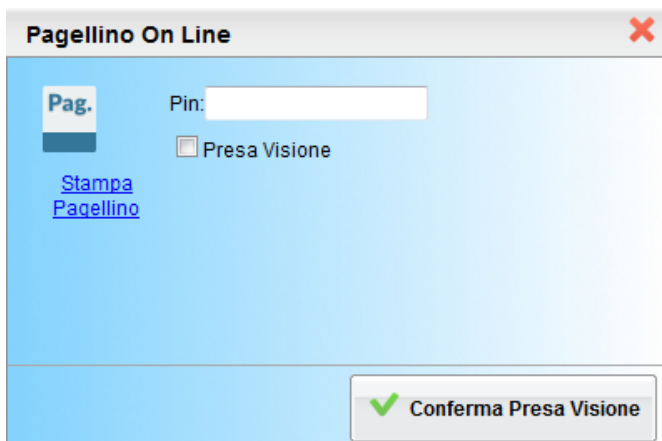 Pagellino On Line
Pag.
Pin:
Presa Visione
Stampa
Pagellino
Conferma Presa Visione